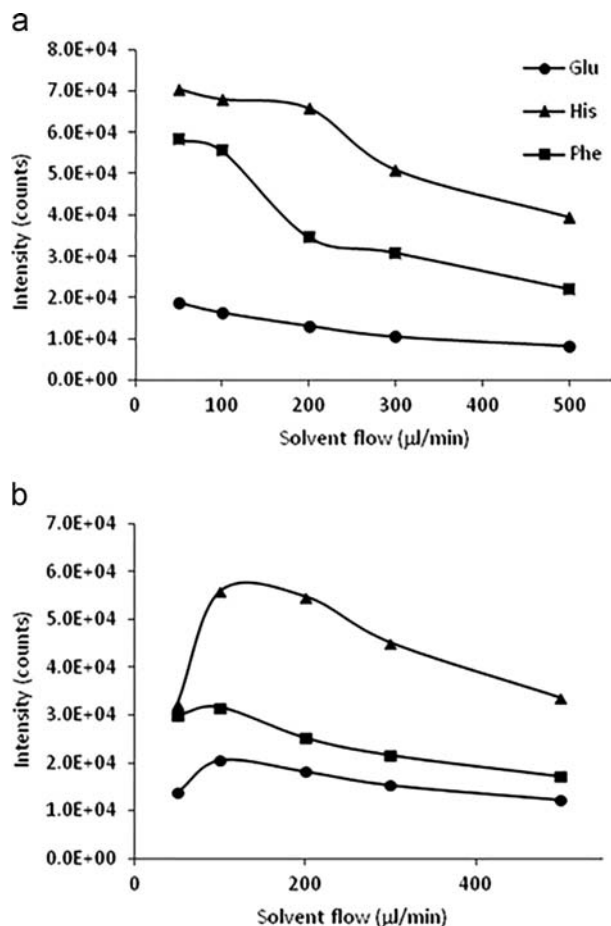 a
8.0E+04
7.0E+04
6.0E+04
5.0E+04
4.0E+04
3.0E+04
2.0E+04
1.0E+04
0.0E+00
Intensity (counts)
Glu
His
Phe
0 100 200 300 400 500
Solvent flow (µl/min)
b
7.0E+04
6.0E+04
5.0E+04
4.0E+04
3.0E+04
2.0E+04
1.0E+04
0.0E+00
Intensity (counts)
0 200 400
Solvent flow (µl/min)